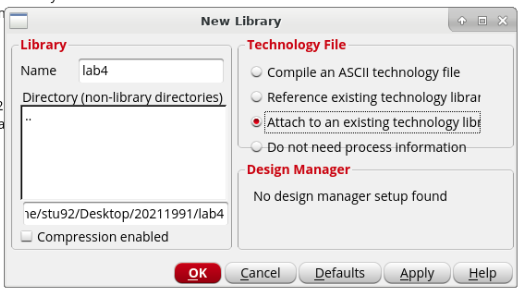 New Library
Library
Name lab4
Directory (non-library directories)
..
ne/stu92/Desktop/20211991/lab4
Compression enabled
Technology File
Compile an ASCII technology file
Reference existing technology librar
Attach to an existing technology libr
Do not need process information
Design Manager
No design manager setup found
OK Cancel Defaults Apply Help